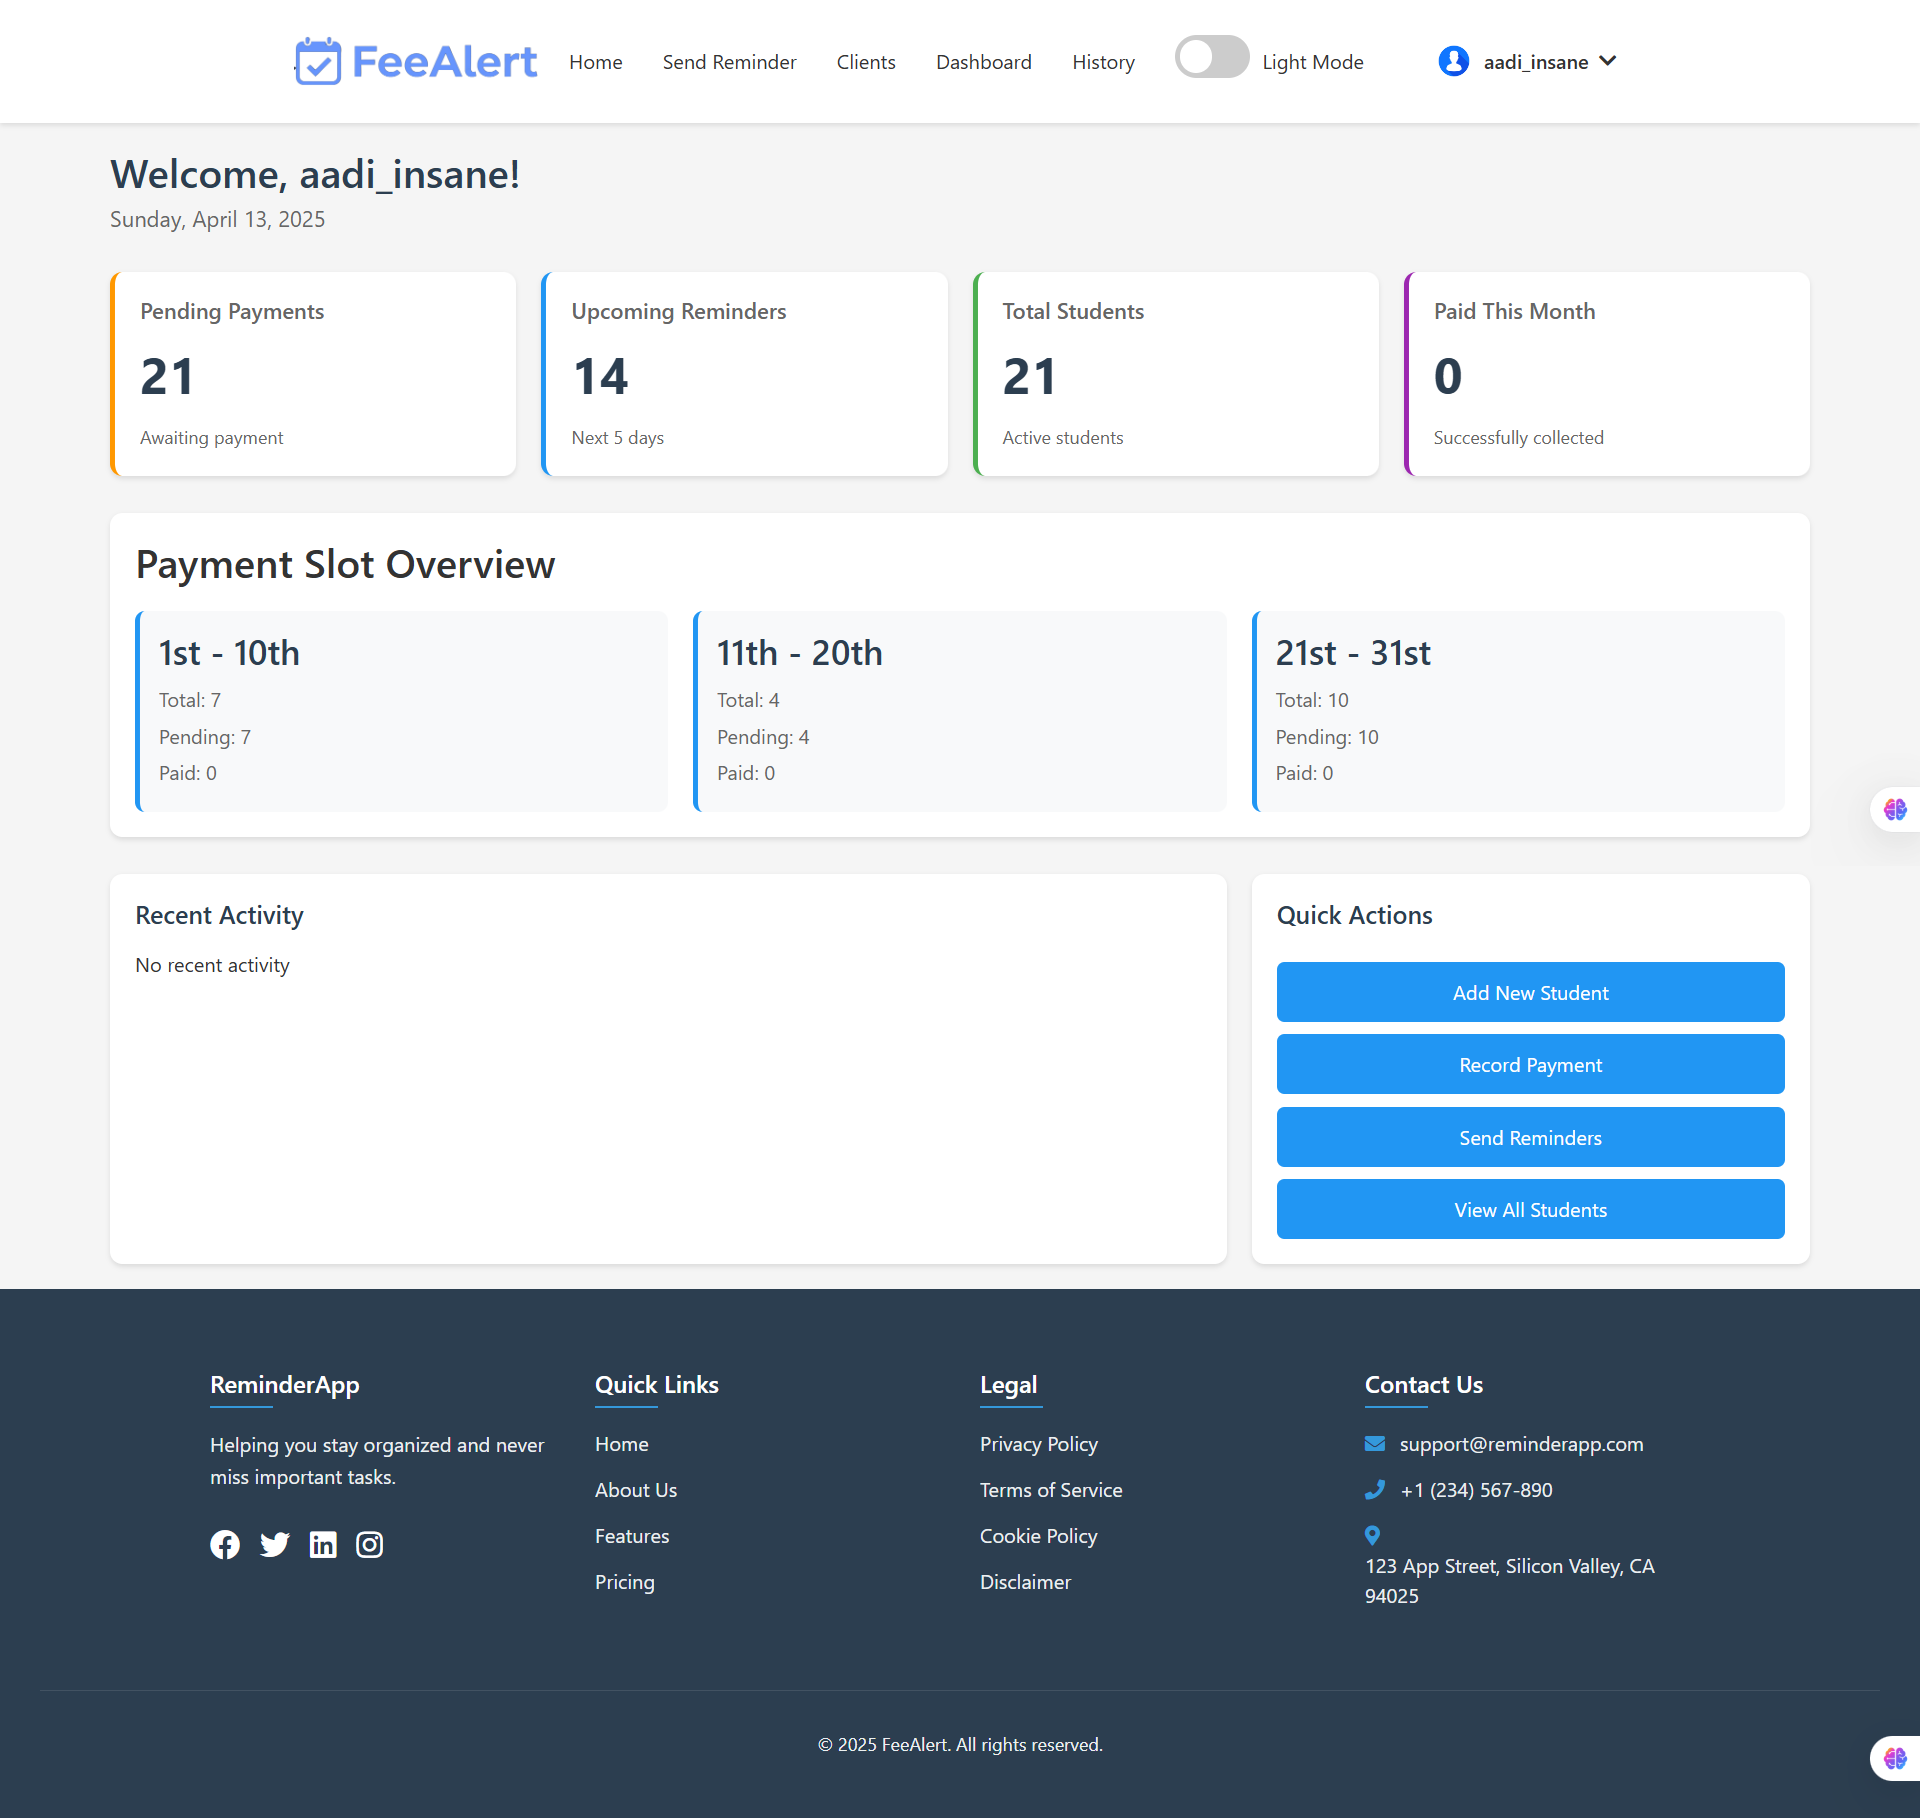 FeeAlert
Home
Send Reminder
Clients
Dashboard
History
Light Mode
aadi_insane
Welcome, aadi_insane!
Sunday, April 13, 2025
Pending Payments
21
Awaiting payment
Upcoming Reminders
14
Next 5 days
Total Students
21
Active students
Paid This Month
0
Successfully collected
Payment Slot Overview
1st - 10th
Total: 7
Pending: 7
Paid: 0
11th - 20th
Total: 4
Pending: 4
Paid: 0
21st - 31st
Total: 10
Pending: 10
Paid: 0
Recent Activity
No recent activity
Quick Actions
Add New Student
Record Payment
Send Reminders
View All Students
ReminderApp
Helping you stay organized and never
miss important tasks.
Quick Links
Home
About Us
Features
Pricing
Legal
Privacy Policy
Terms of Service
Cookie Policy
Disclaimer
Contact Us
support@reminderapp.com
+1 (234) 567-890
123 App Street, Silicon Valley, CA
94025
© 2025 FeeAlert. All rights reserved.